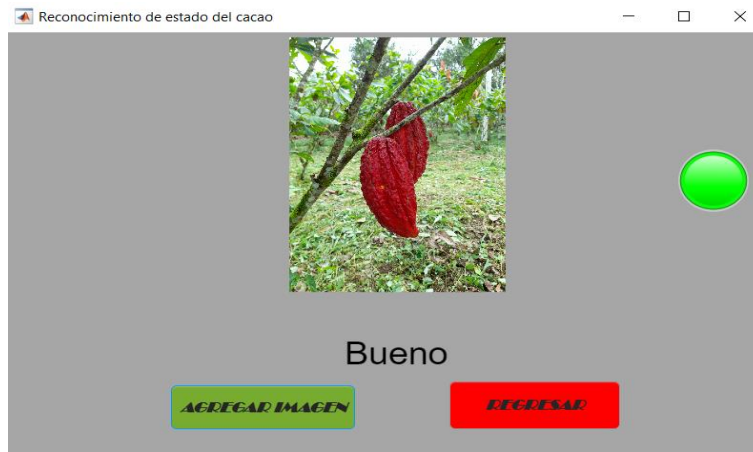 Reconocimiento de estado del cacao
Bueno
AGREGAR IMAGEN
REGRESAR